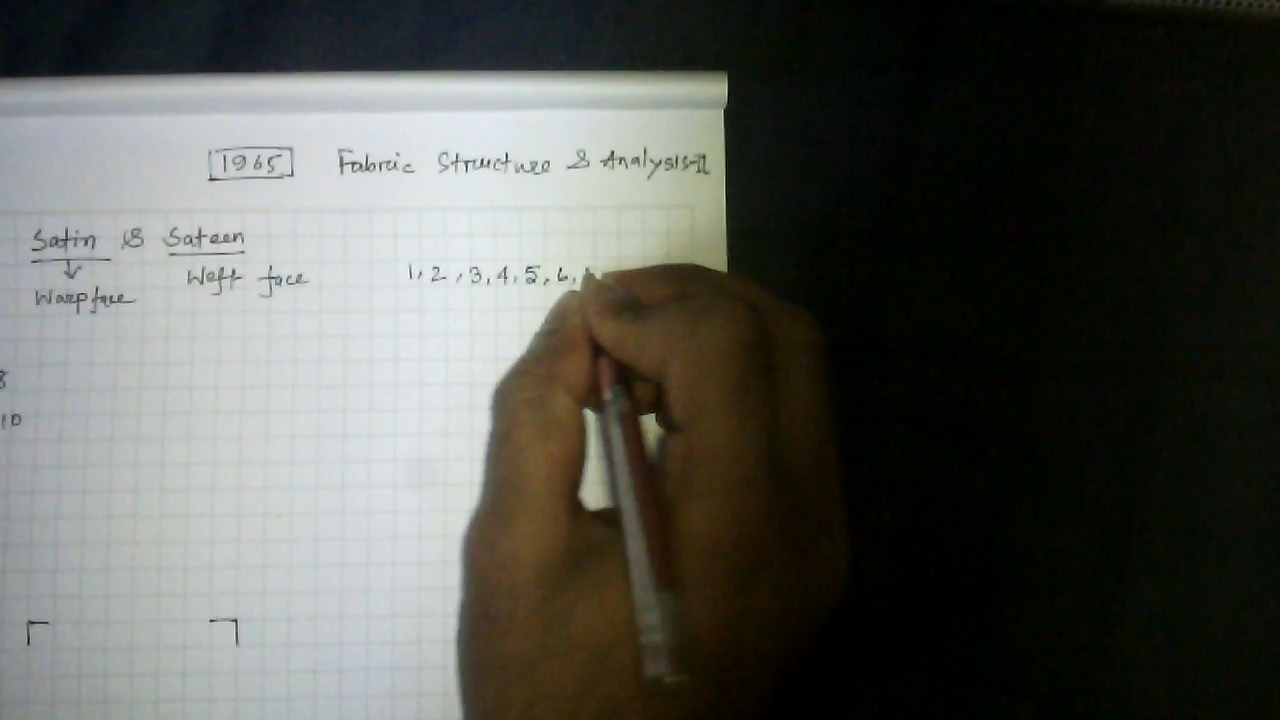 1965 Fabric Structure & Analysis-II
Satin & Sateen
Weft face 1, 2, 3, 4, 5, 6,
Warp face
8
10